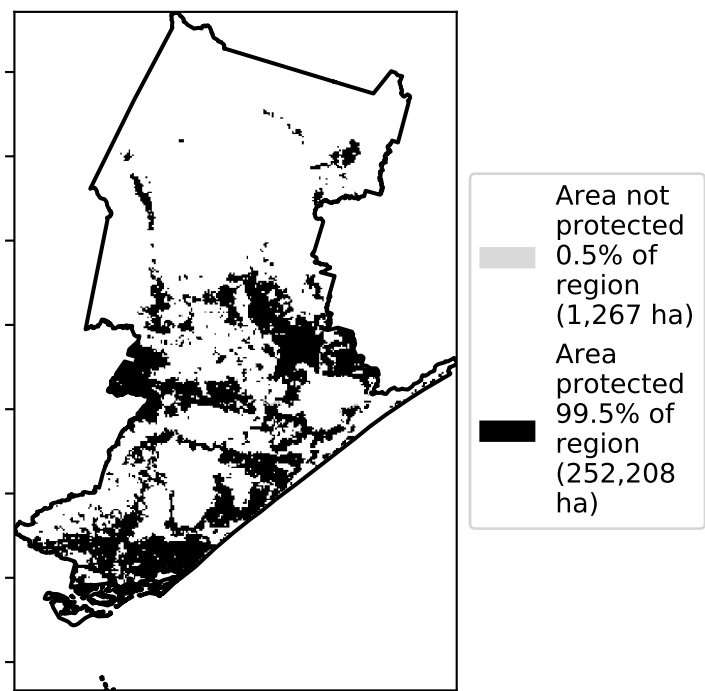 Area not
protected
0.5% of
region
(1,267 ha)
Area
protected
99.5% of
region
(252,208
ha)